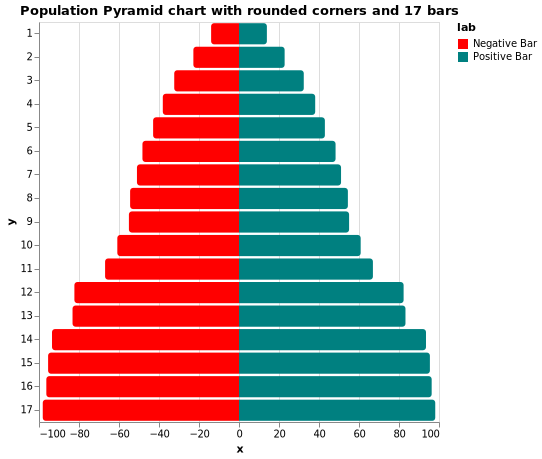 Population Pyramid chart with rounded corners and 17 bars
lab
Negative Bar
Positive Bar
1
2
3
4
5
6
7
8
9
10
11
12
13
14
15
16
17
y
−100 −80 −60 −40 −20 0 20 40 60 80 100
x